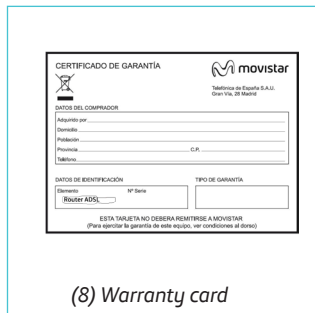 CERTIFICADO DE GARANTÍA
movistar
Telefónica de España S.A.U.
Gran Vía, 28 Madrid
DATOS DEL COMPRADOR
Adquirido por
Domicilio
Población
Provincia C.P.
Teléfono
DATOS DE IDENTIFICACIÓN TIPO DE GARANTÍA
Elemento Nº Serie
Router ADSL
ESTA TARJETA NO DEBERA REMITIRSE A MOVISTAR
(Para ejercitar la garantía de este equipo, ver condiciones al dorso)
(8) Warranty card